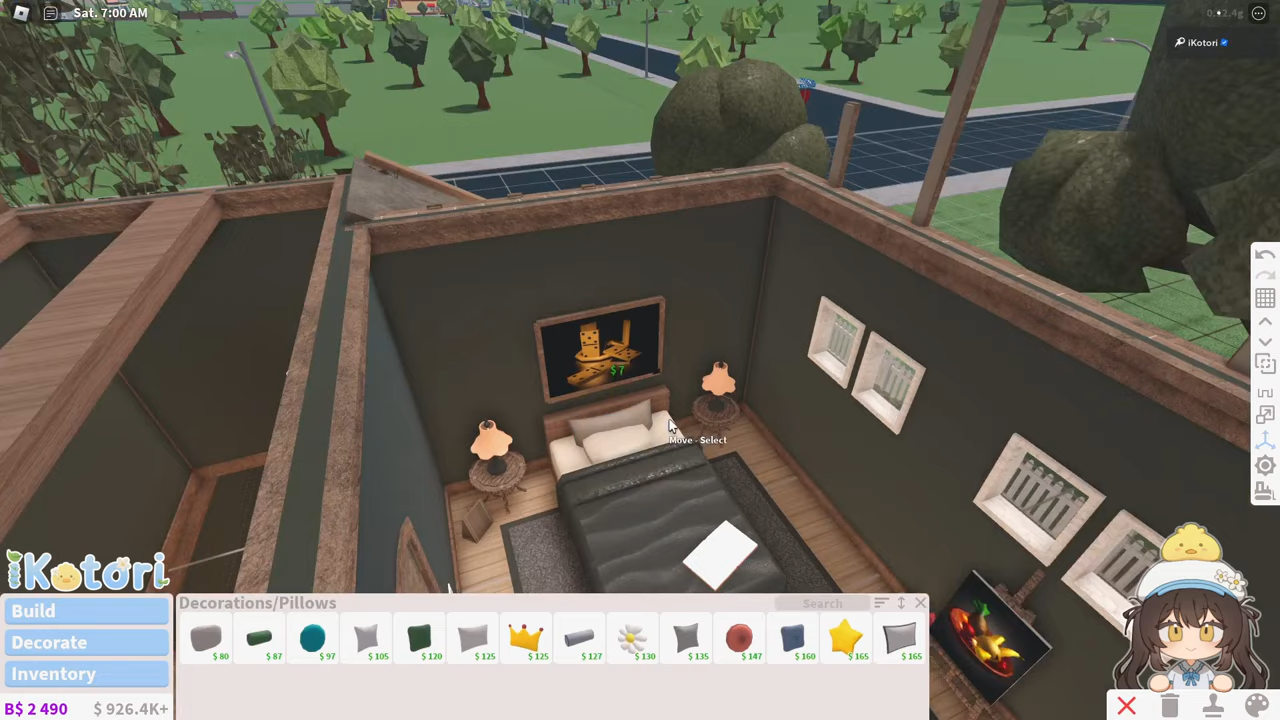 Sat. 7:00 AM
iKotori
$7
Move - Select
iKotori
Build
Decorate
Inventory
B$ 2 490
$ 926.4K+
Decorations/Pillows
Search
$ 80
$ 87
$ 97
$ 105
$ 120
$ 125
$ 125
$ 127
$ 130
$ 135
$ 147
$ 160
$ 165
$ 165